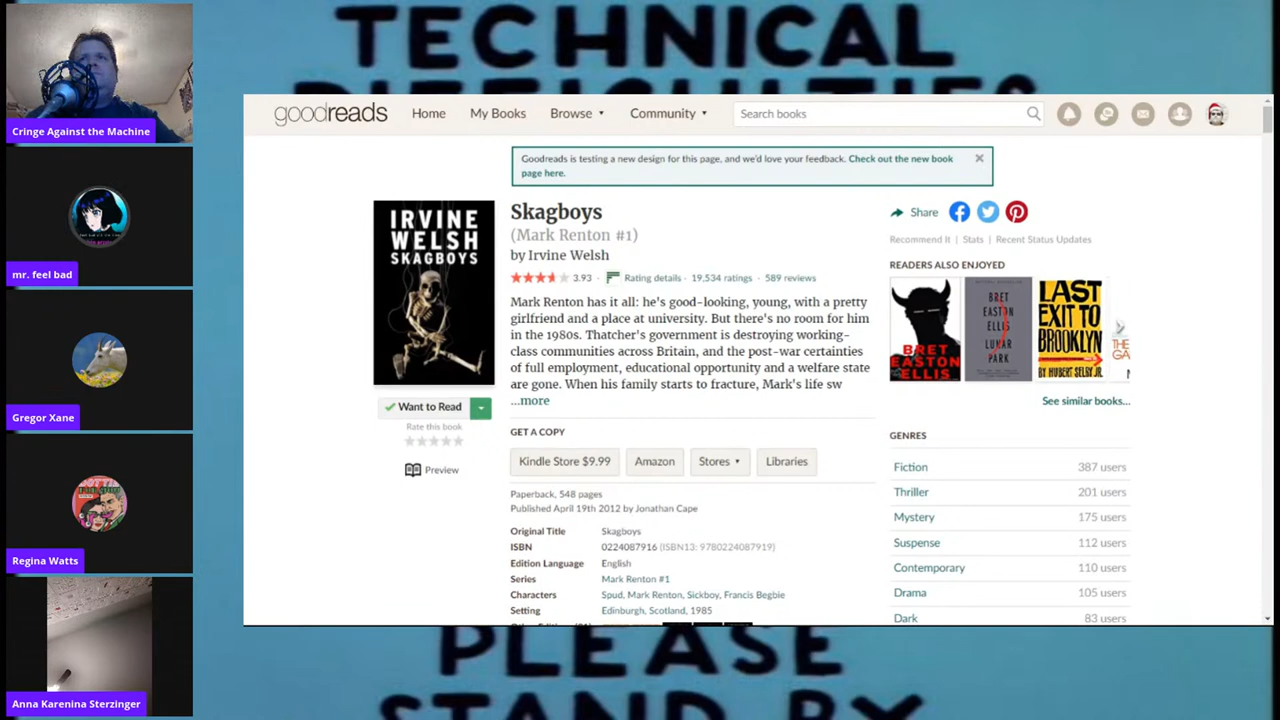 TECHNICAL
DIFFICULTIES
Cringe Against the Machine
mr. feel bad
Gregor Xane
Regina Watts
Anna Karenina Sterzinger
goodreads
Home
My Books
Browse
Community
Search books
Goodreads is testing a new design for this page, and we'd love your feedback. Check out the new book
page here.
IRVINE
WELSH
SKAGBOYS
Want to Read
Rate this book
Preview
Skagboys
(Mark Renton #1)
by Irvine Welsh
3.93 · Rating details · 19,534 ratings · 589 reviews
Mark Renton has it all: he's good-looking, young, with a pretty
girlfriend and a place at university. But there's no room for him
in the 1980s. Thatcher's government is destroying working-
class communities across Britain, and the post-war certainties
of full employment, educational opportunity and a welfare state
are gone. When his family starts to fracture, Mark's life sw
...more
GET A COPY
Kindle Store $9.99
Amazon
Stores
Libraries
Paperback, 548 pages
Published April 19th 2012 by Jonathan Cape
Original Title Skagboys
ISBN 0224087916 (ISBN13: 9780224087919)
Edition Language English
Series Mark Renton #1
Characters Spud, Mark Renton, Sickboy, Francis Begbie
Setting Edinburgh, Scotland, 1985
Share
Recommend It | Stats | Recent Status Updates
READERS ALSO ENJOYED
BRET
EASTON
ELLIS
BRET
EASTON
ELLIS
LUNAR
PARK
LAST
EXIT TO
BROOKLYN
BY HUBERT SELBY JR.
See similar books…
GENRES
Fiction 387 users
Thriller 201 users
Mystery 175 users
Suspense 112 users
Contemporary 110 users
Drama 105 users
Dark 83 users
PLEASE
STAND BY